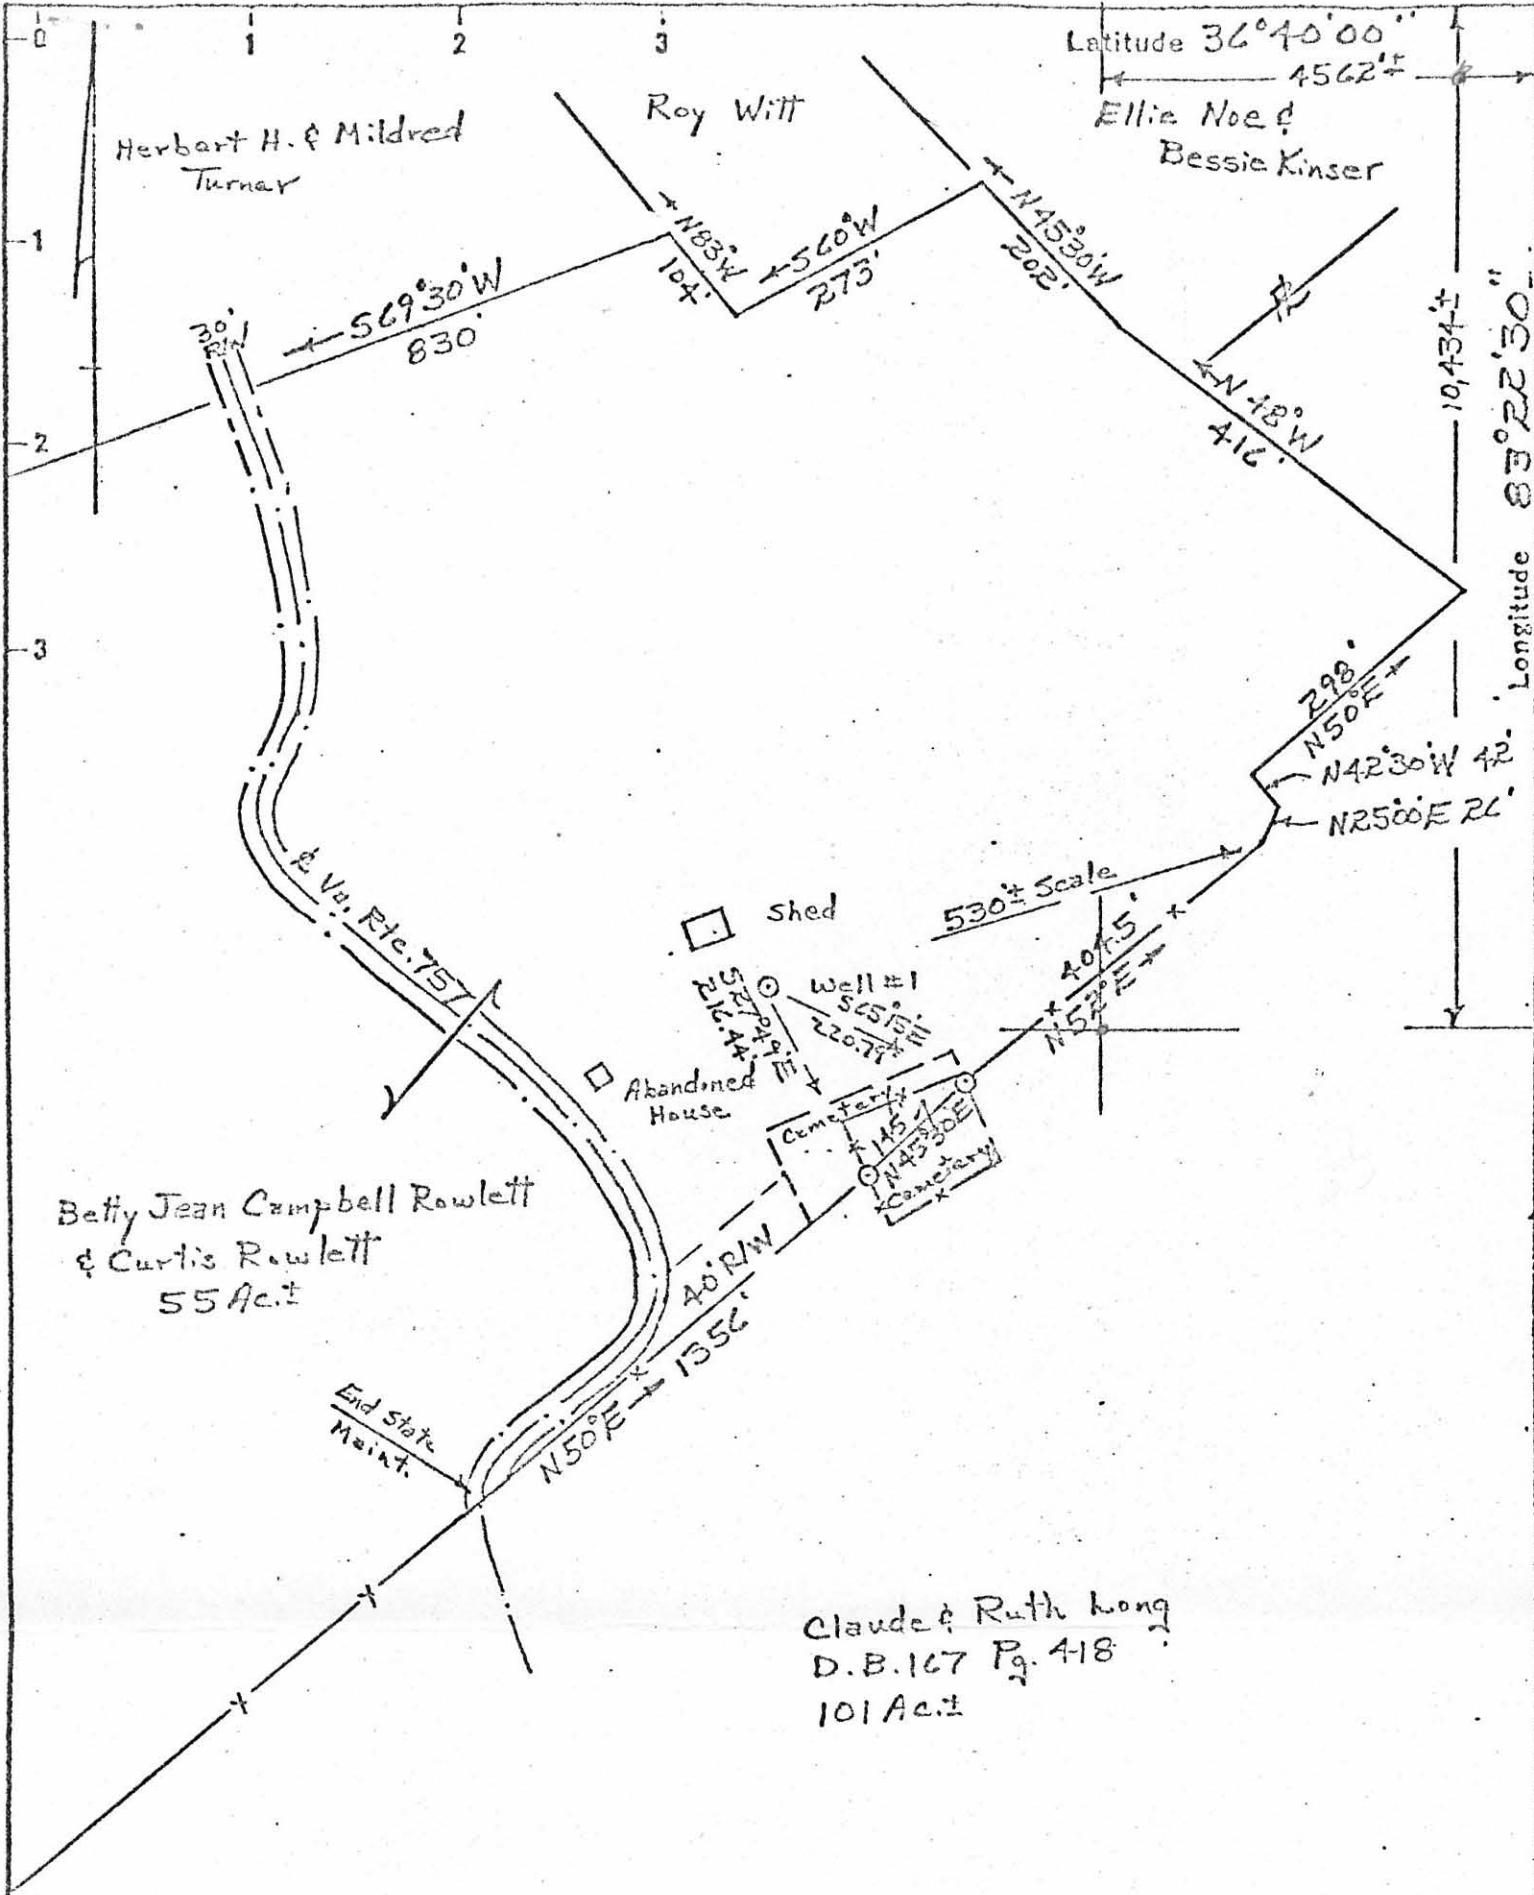 0
1
2
3
Latitude 36°40'00"
4562'±
Herbert H. & Mildred
Turner
Roy Witt
Ellie Noe &
Bessie Kinser
1
2
3
N83°W
104'
S60°W
273'
N45°30'W
202'
S69°30'W
830'
30'
R/W
N48°W
416'
10,434'±
Longitude 83°22'30"
298'
N50°E
N42°30'W 42'
N25°00'E 26'
530'± Scale
404.5'
N52°E
℄ Va. Rte. 757
Shed
Well #1
S65°15'E
220.79'
S27°49'E
216.44'
Abandoned
House
Cemetery
145.7
N45°30'E
Cemetery
Betty Jean Campbell Rowlett
& Curtis Rowlett
55 Ac.±
40' R/W
1356'
N50°E
End State
Maint.
Claude & Ruth Long
D.B. 167 Pg. 418
101 Ac.±